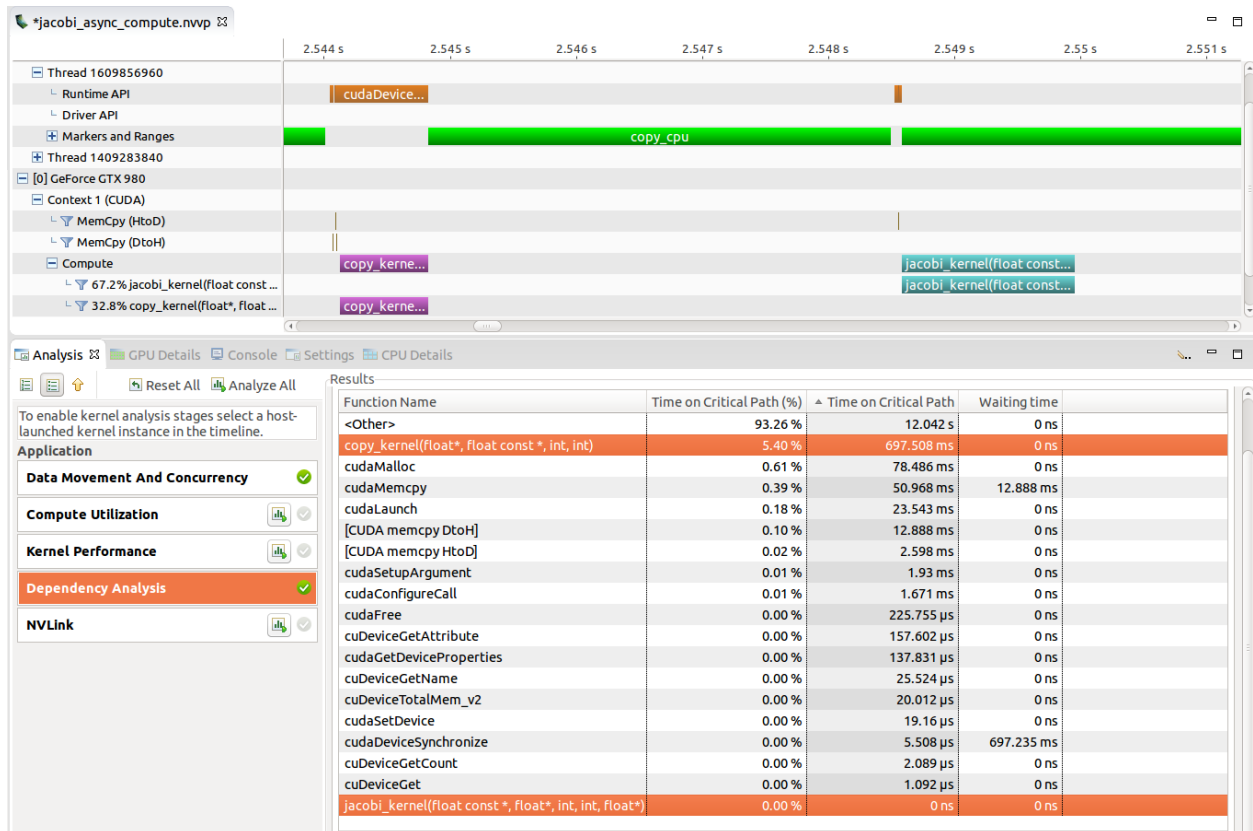 *jacobi_async_compute.nvvp
2.544 s 2.545 s 2.546 s 2.547 s 2.548 s 2.549 s 2.55 s 2.551 s
Thread 1609856960
Runtime API cudaDevice...
Driver API
Markers and Ranges copy_cpu
Thread 1409283840
[0] GeForce GTX 980
Context 1 (CUDA)
MemCpy (HtoD)
MemCpy (DtoH)
Compute copy_kerne... jacobi_kernel(float const...
67.2% jacobi_kernel(float const ... jacobi_kernel(float const...
32.8% copy_kernel(float*, float ... copy_kerne...
Analysis GPU Details Console Settings CPU Details
Reset All Analyze All
To enable kernel analysis stages select a host-
launched kernel instance in the timeline.
Application
Data Movement And Concurrency
Compute Utilization
Kernel Performance
Dependency Analysis
NVLink
Results
Function Name Time on Critical Path (%) Time on Critical Path Waiting time
<Other> 93.26 % 12.042 s 0 ns
copy_kernel(float*, float const *, int, int) 5.40 % 697.508 ms 0 ns
cudaMalloc 0.61 % 78.486 ms 0 ns
cudaMemcpy 0.39 % 50.968 ms 12.888 ms
cudaLaunch 0.18 % 23.543 ms 0 ns
[CUDA memcpy DtoH] 0.10 % 12.888 ms 0 ns
[CUDA memcpy HtoD] 0.02 % 2.598 ms 0 ns
cudaSetupArgument 0.01 % 1.93 ms 0 ns
cudaConfigureCall 0.01 % 1.671 ms 0 ns
cudaFree 0.00 % 225.755 µs 0 ns
cuDeviceGetAttribute 0.00 % 157.602 µs 0 ns
cudaGetDeviceProperties 0.00 % 137.831 µs 0 ns
cuDeviceGetName 0.00 % 25.524 µs 0 ns
cuDeviceTotalMem_v2 0.00 % 20.012 µs 0 ns
cudaSetDevice 0.00 % 19.16 µs 0 ns
cudaDeviceSynchronize 0.00 % 5.508 µs 697.235 ms
cuDeviceGetCount 0.00 % 2.089 µs 0 ns
cuDeviceGet 0.00 % 1.092 µs 0 ns
jacobi_kernel(float const *, float*, int, int, float*) 0.00 % 0 ns 0 ns